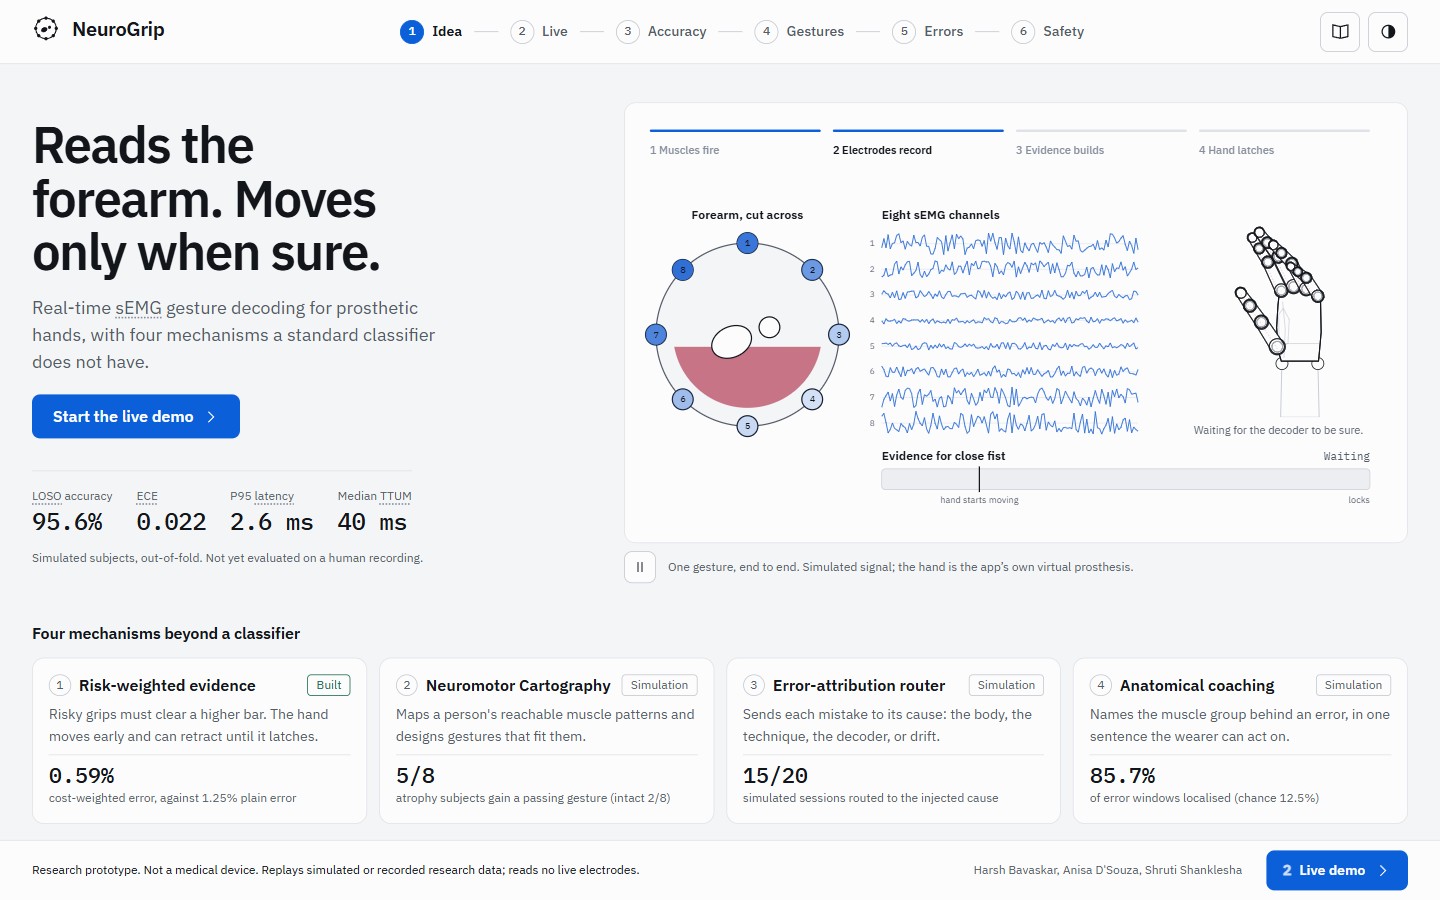 NeuroGrip
1 Idea
2 Live
3 Accuracy
4 Gestures
5 Errors
6 Safety
Reads the
forearm. Moves
only when sure.
Real-time sEMG gesture decoding for prosthetic
hands, with four mechanisms a standard classifier
does not have.
Start the live demo
LOSO accuracy
95.6%
ECE
0.022
P95 latency
2.6 ms
Median TTUM
40 ms
Simulated subjects, out-of-fold. Not yet evaluated on a human recording.
1 Muscles fire
2 Electrodes record
3 Evidence builds
4 Hand latches
Forearm, cut across
1
2
3
4
5
6
7
8
Eight sEMG channels
1
2
3
4
5
6
7
8
Waiting for the decoder to be sure.
Evidence for close fist
Waiting
hand starts moving
locks
One gesture, end to end. Simulated signal; the hand is the app's own virtual prosthesis.
Four mechanisms beyond a classifier
1 Risk-weighted evidence
Built
Risky grips must clear a higher bar. The hand
moves early and can retract until it latches.
0.59%
cost-weighted error, against 1.25% plain error
2 Neuromotor Cartography
Simulation
Maps a person's reachable muscle patterns and
designs gestures that fit them.
5/8
atrophy subjects gain a passing gesture (intact 2/8)
3 Error-attribution router
Simulation
Sends each mistake to its cause: the body, the
technique, the decoder, or drift.
15/20
simulated sessions routed to the injected cause
4 Anatomical coaching
Simulation
Names the muscle group behind an error, in one
sentence the wearer can act on.
85.7%
of error windows localised (chance 12.5%)
Research prototype. Not a medical device. Replays simulated or recorded research data; reads no live electrodes.
Harsh Bavaskar, Anisa D'Souza, Shruti Shanklesha
2 Live demo